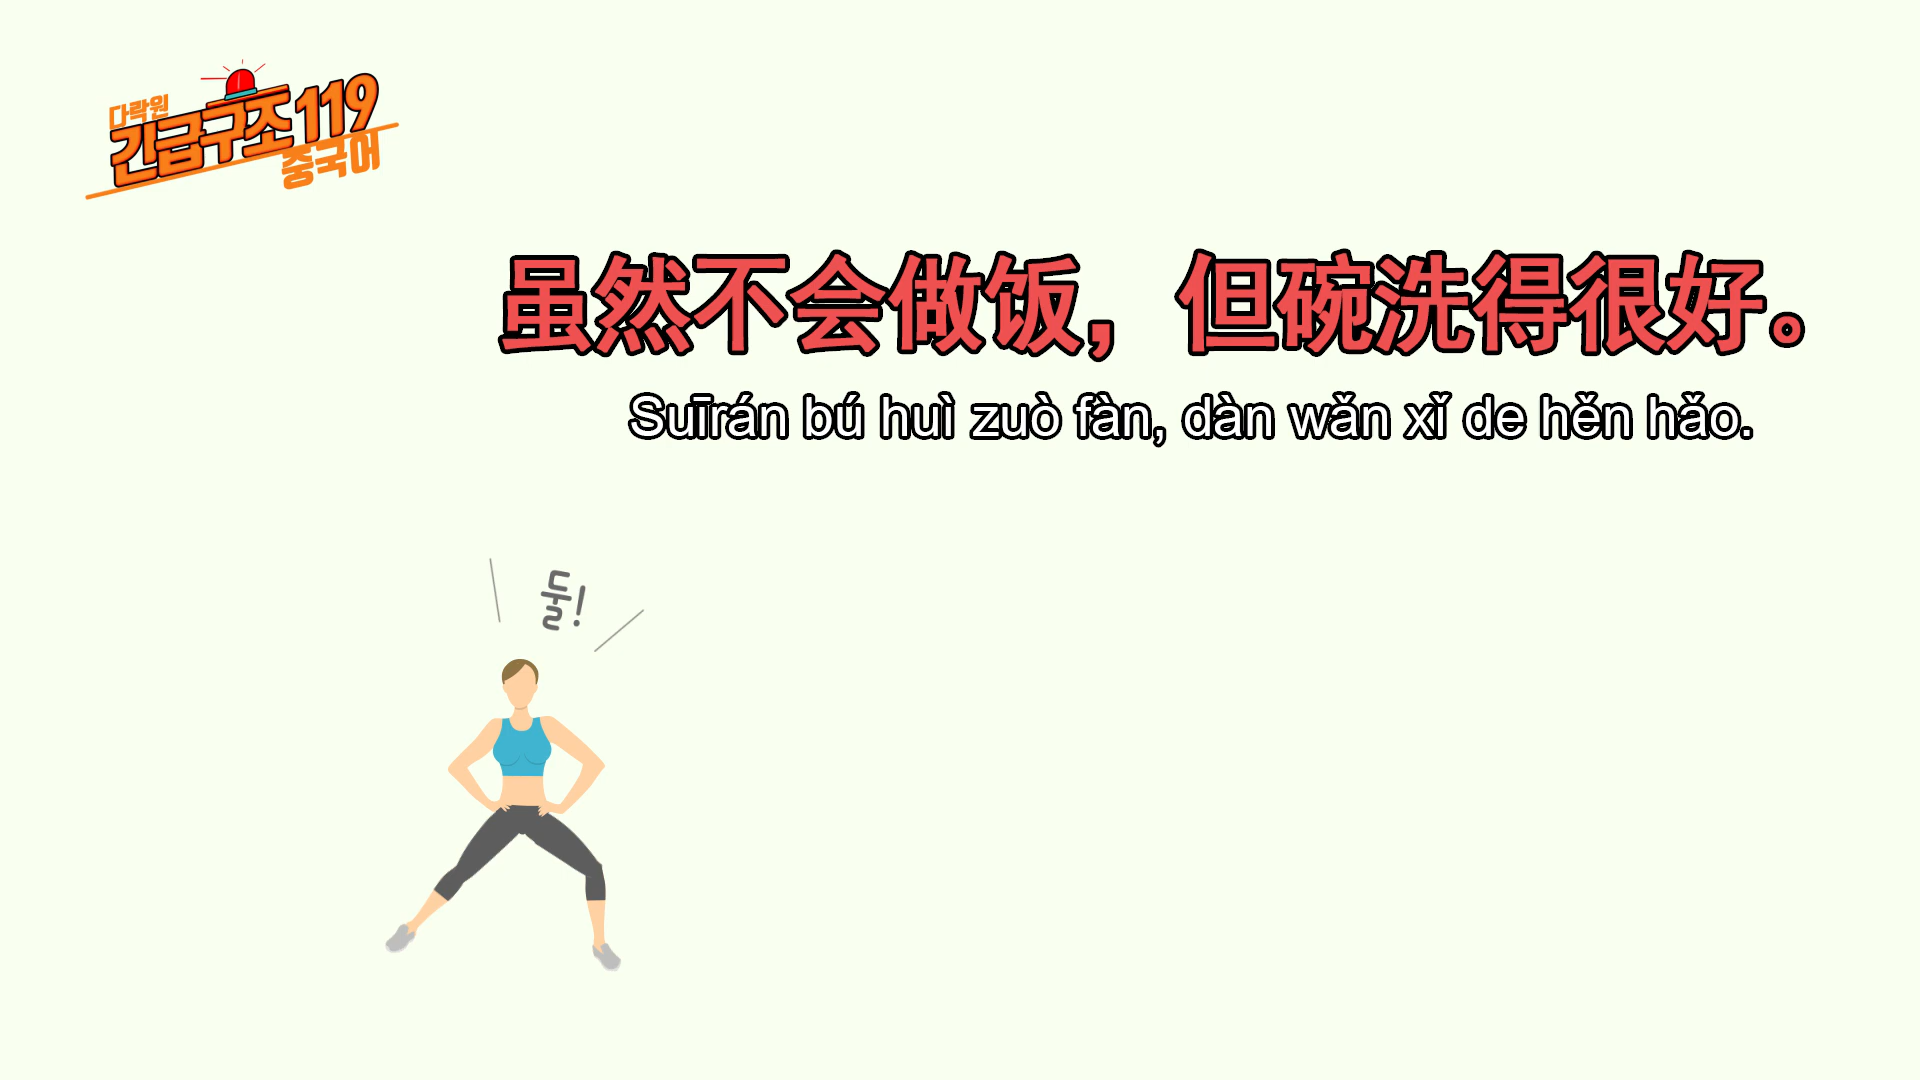 다락원
긴급구조119
중국어
虽然不会做饭，但碗洗得很好。
Suīrán bú huì zuò fàn, dàn wǎn xǐ de hěn hǎo.
둘!